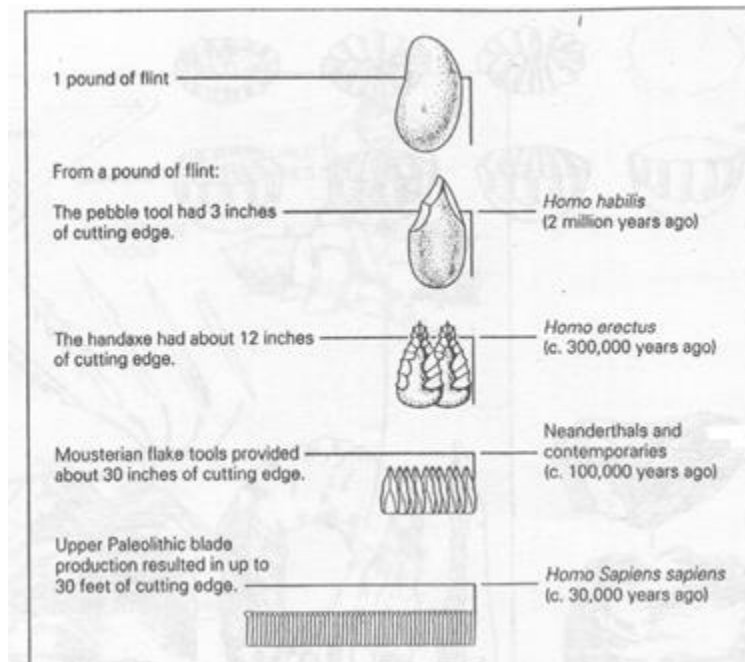 1 pound of flint
From a pound of flint:
The pebble tool had 3 inches
of cutting edge.
Homo habilis
(2 million years ago)
The handaxe had about 12 inches
of cutting edge.
Homo erectus
(c. 300,000 years ago)
Mousterian flake tools provided
about 30 inches of cutting edge.
Neanderthals and
contemporaries
(c. 100,000 years ago)
Upper Paleolithic blade
production resulted in up to
30 feet of cutting edge.
Homo Sapiens sapiens
(c. 30,000 years ago)